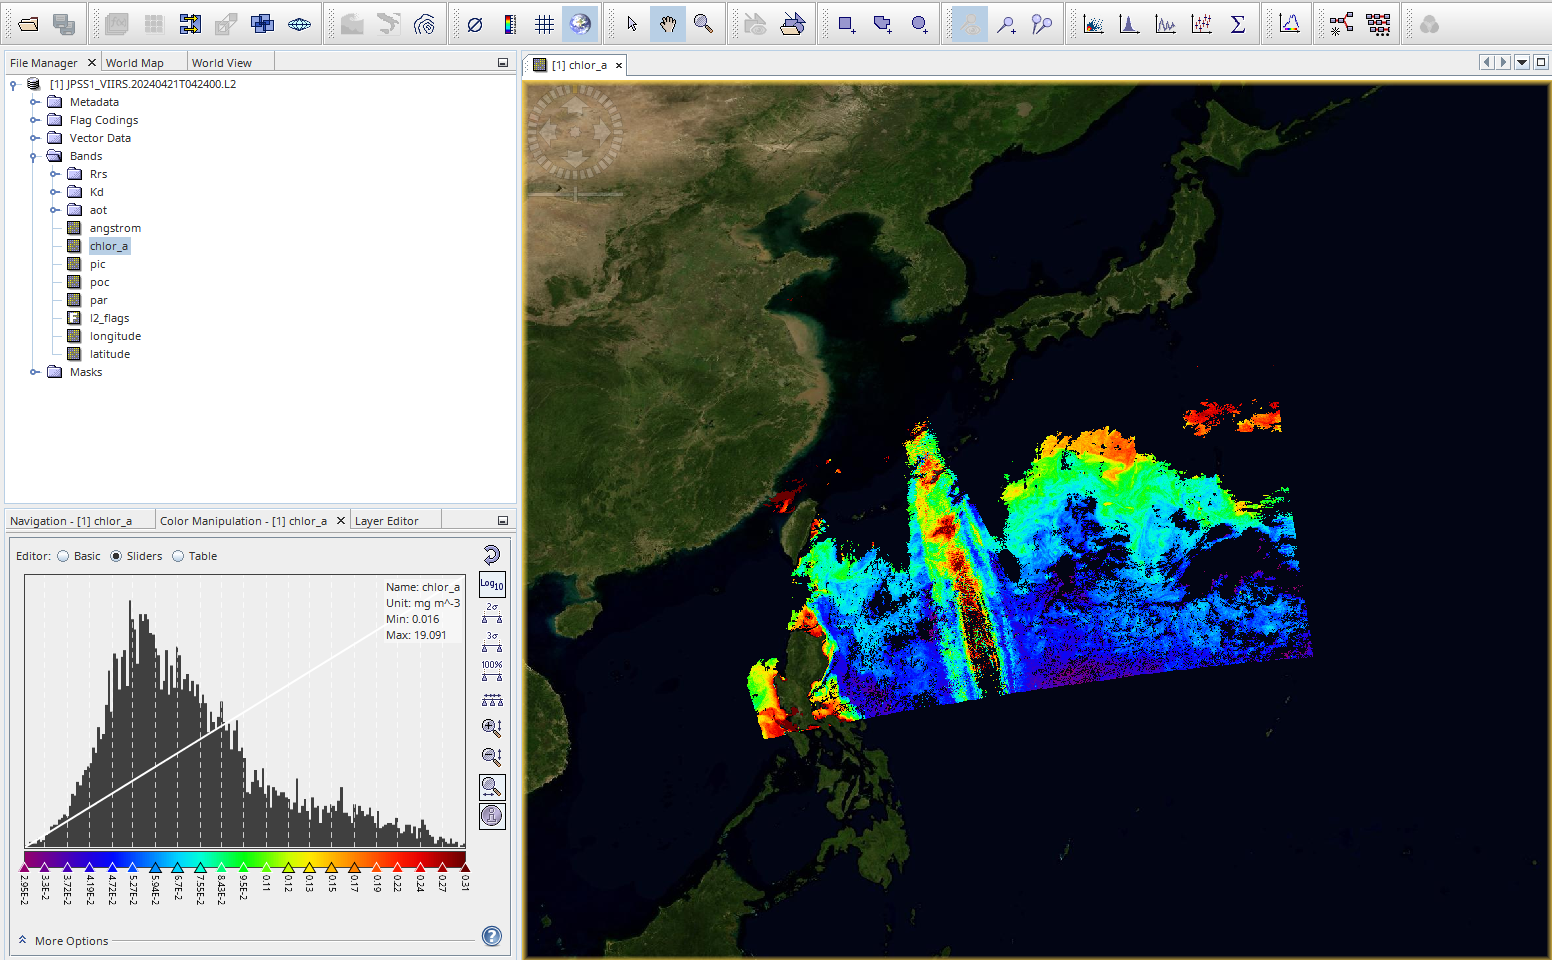 Σ
File Manager
World Map
World View
[1] chlor_a
[1] JPSS1_VIIRS.20240421T042400.L2
Metadata
Flag Codings
Vector Data
Bands
Rrs
Kd
aot
angstrom
chlor_a
pic
poc
par
l2_flags
longitude
latitude
Masks
Navigation - [1] chlor_a
Color Manipulation - [1] chlor_a
Layer Editor
Editor:
Basic
Sliders
Table
Name: chlor_a
Unit: mg m^-3
Min: 0.016
Max: 19.091
Log10
2σ
3σ
100%
2.95E-2
3.3E-2
3.72E-2
4.19E-2
4.72E-2
5.27E-2
5.94E-2
6.7E-2
7.55E-2
8.43E-2
9.5E-2
0.11
0.12
0.13
0.15
0.17
0.19
0.22
0.24
0.27
0.31
More Options